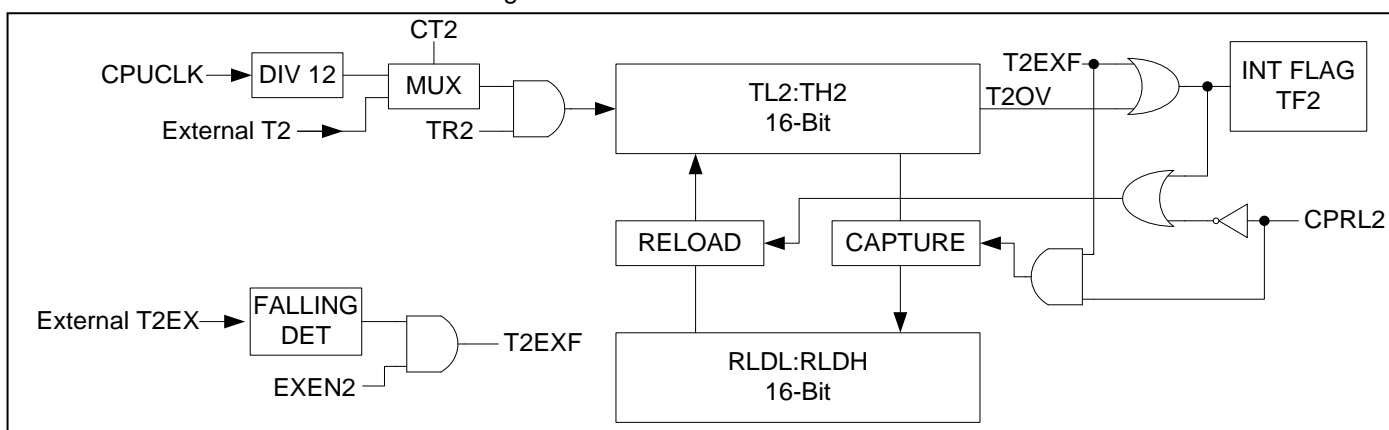 CT2
CPUCLK
DIV 12
MUX
External T2
TR2
TL2:TH2
16-Bit
T2EXF
T2OV
INT FLAG
TF2
RELOAD
CAPTURE
CPRL2
External T2EX
FALLING
DET
EXEN2
T2EXF
RLDL:RLDH
16-Bit